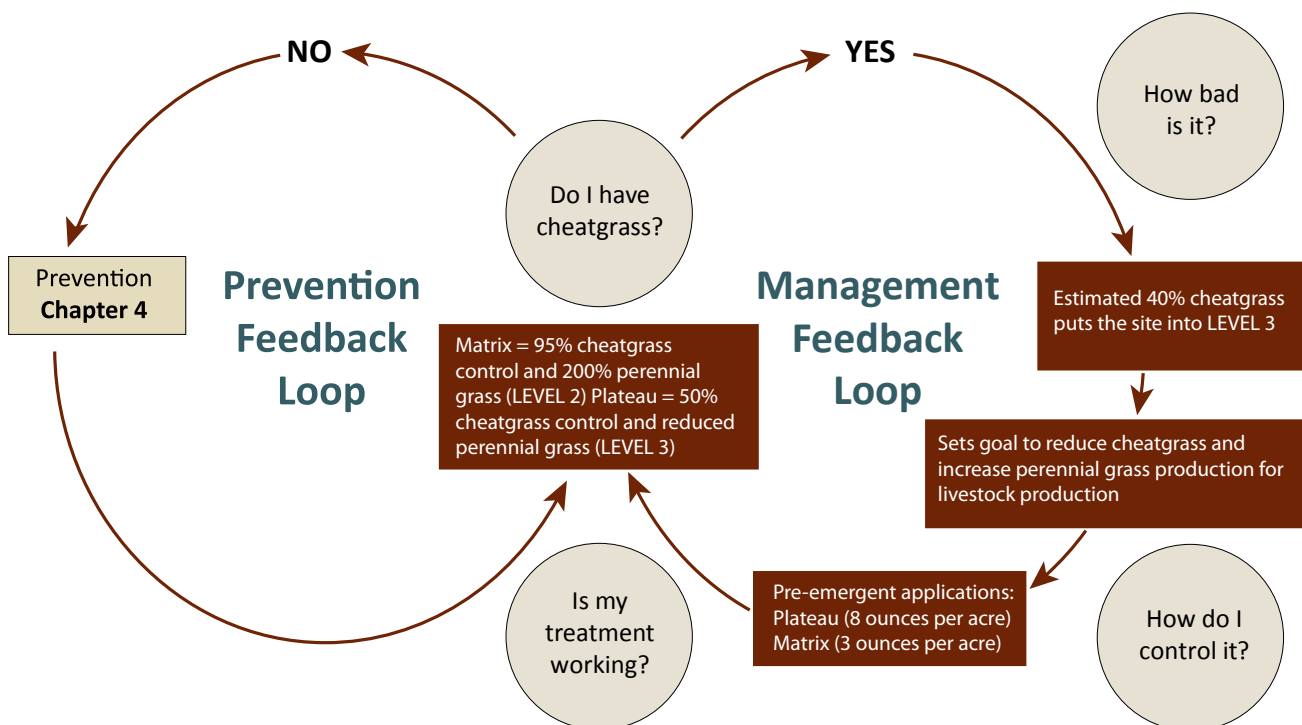 NO
YES
How bad
is it?
Do I have
cheatgrass?
Prevention
Chapter 4
Prevention
Feedback
Loop
Management
Feedback
Loop
Estimated 40% cheatgrass
puts the site into LEVEL 3
Matrix = 95% cheatgrass
control and 200% perennial
grass (LEVEL 2) Plateau = 50%
cheatgrass control and reduced
perennial grass (LEVEL 3)
Sets goal to reduce cheatgrass and
increase perennial grass production for
livestock production
Is my
treatment
working?
Pre-emergent applications:
Plateau (8 ounces per acre)
Matrix (3 ounces per acre)
How do I
control it?